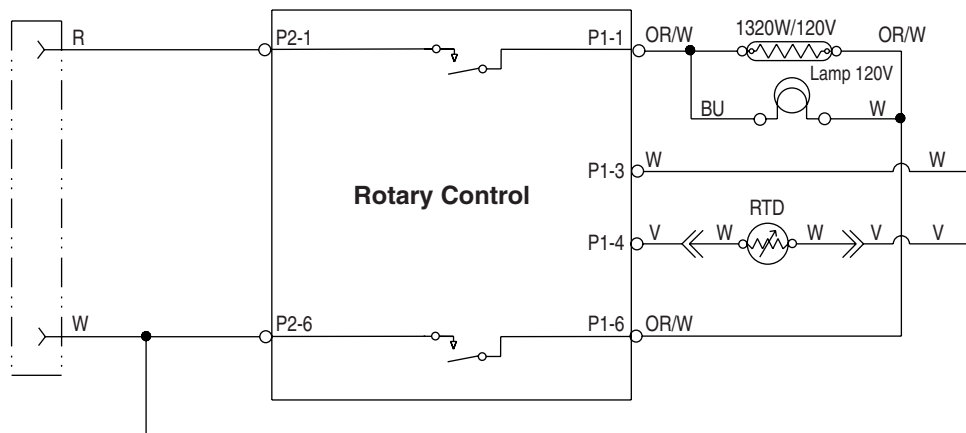 R P2-1 P1-1 OR/W 1320W/120V OR/W
Lamp 120V
BU W
P1-3 W W
Rotary Control
RTD
P1-4 V W W V V
W P2-6 P1-6 OR/W